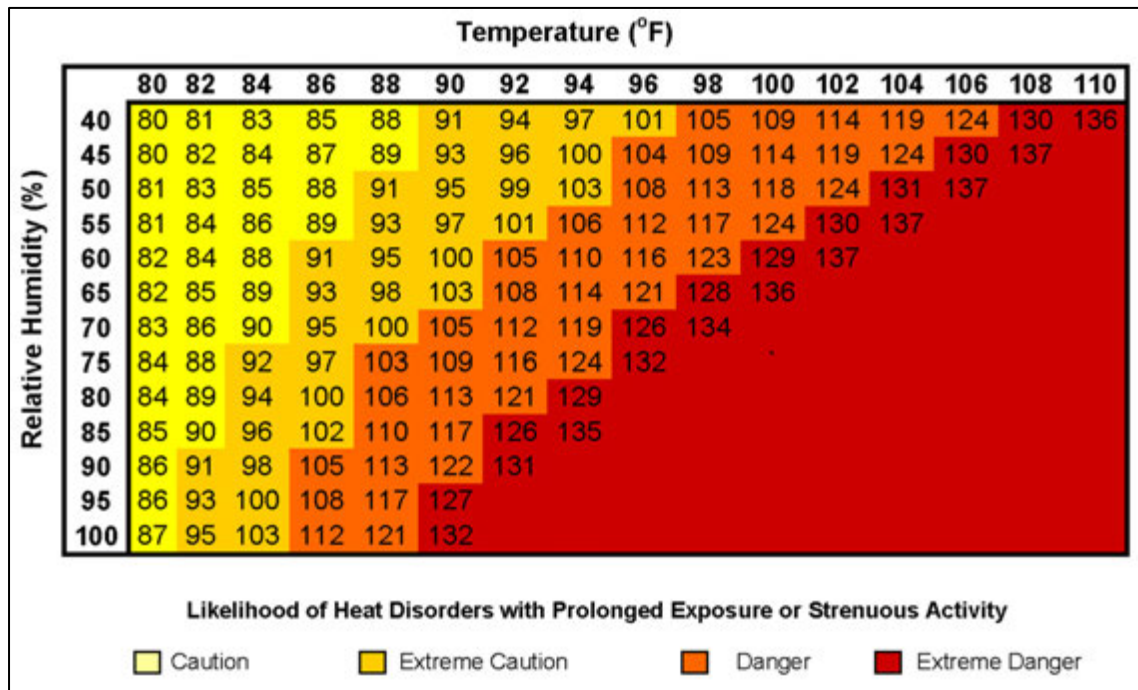 Temperature (°F)
Relative Humidity (%)
80 82 84 86 88 90 92 94 96 98 100 102 104 106 108 110
40 80 81 83 85 88 91 94 97 101 105 109 114 119 124 130 136
45 80 82 84 87 89 93 96 100 104 109 114 119 124 130 137
50 81 83 85 88 91 95 99 103 108 113 118 124 131 137
55 81 84 86 89 93 97 101 106 112 117 124 130 137
60 82 84 88 91 95 100 105 110 116 123 129 137
65 82 85 89 93 98 103 108 114 121 128 136
70 83 86 90 95 100 105 112 119 126 134
75 84 88 92 97 103 109 116 124 132
80 84 89 94 100 106 113 121 129
85 85 90 96 102 110 117 126 135
90 86 91 98 105 113 122 131
95 86 93 100 108 117 127
100 87 95 103 112 121 132
Likelihood of Heat Disorders with Prolonged Exposure or Strenuous Activity
Caution Extreme Caution Danger Extreme Danger